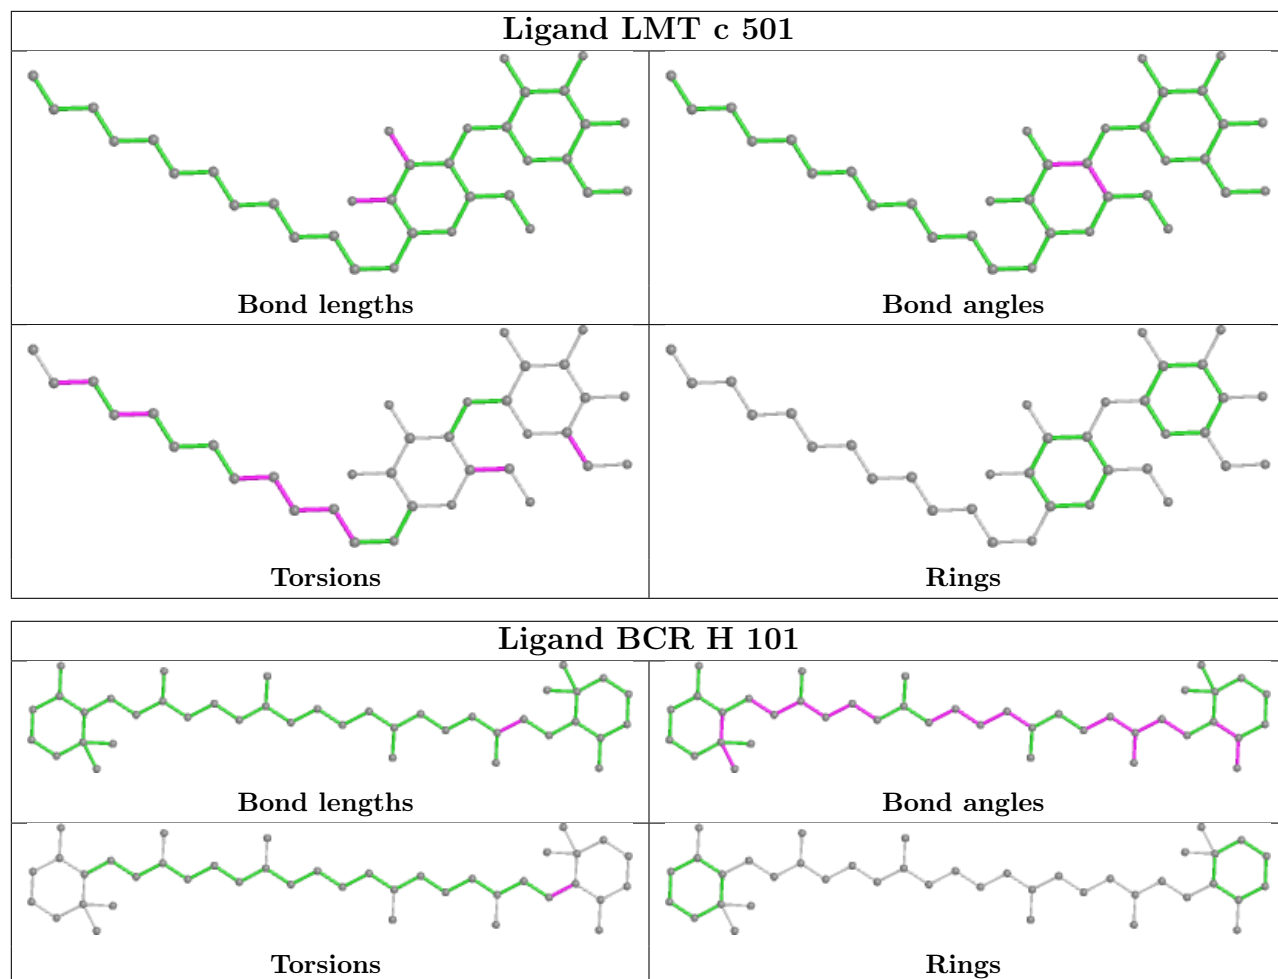 Ligand LMT c 501
Bond lengths
Bond angles
Torsions
Rings
Ligand BCR H 101
Bond lengths
Bond angles
Torsions
Rings